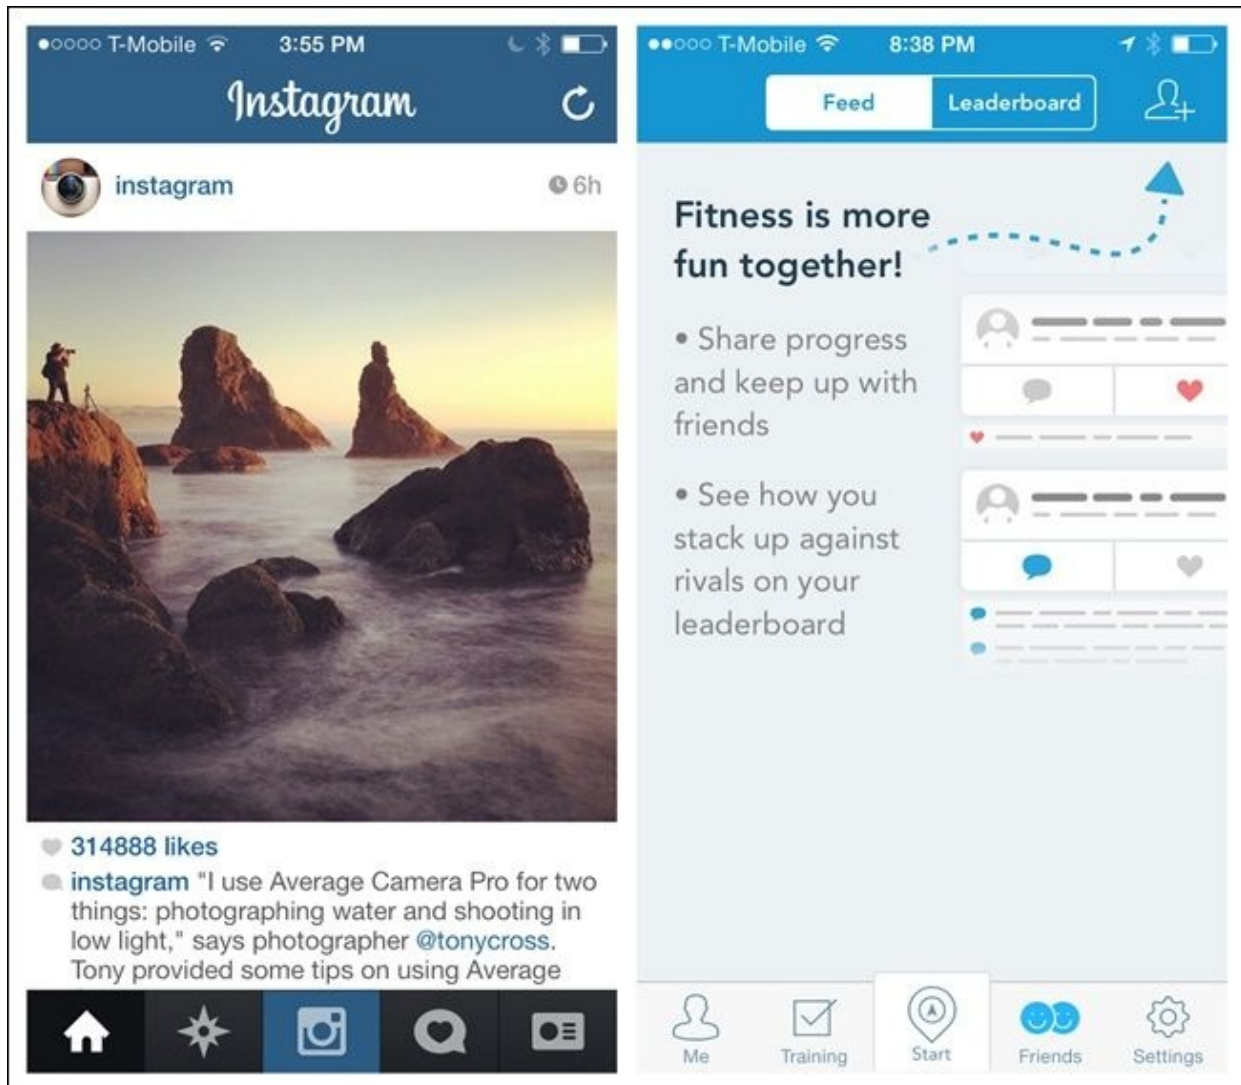 T-Mobile 3:55 PM
Instagram
instagram 6h
314888 likes
instagram "I use Average Camera Pro for two
things: photographing water and shooting in
low light," says photographer @tonycross.
Tony provided some tips on using Average
T-Mobile 8:38 PM
Feed Leaderboard
Fitness is more
fun together!
• Share progress
and keep up with
friends
• See how you
stack up against
rivals on your
leaderboard
Me Training Start Friends Settings